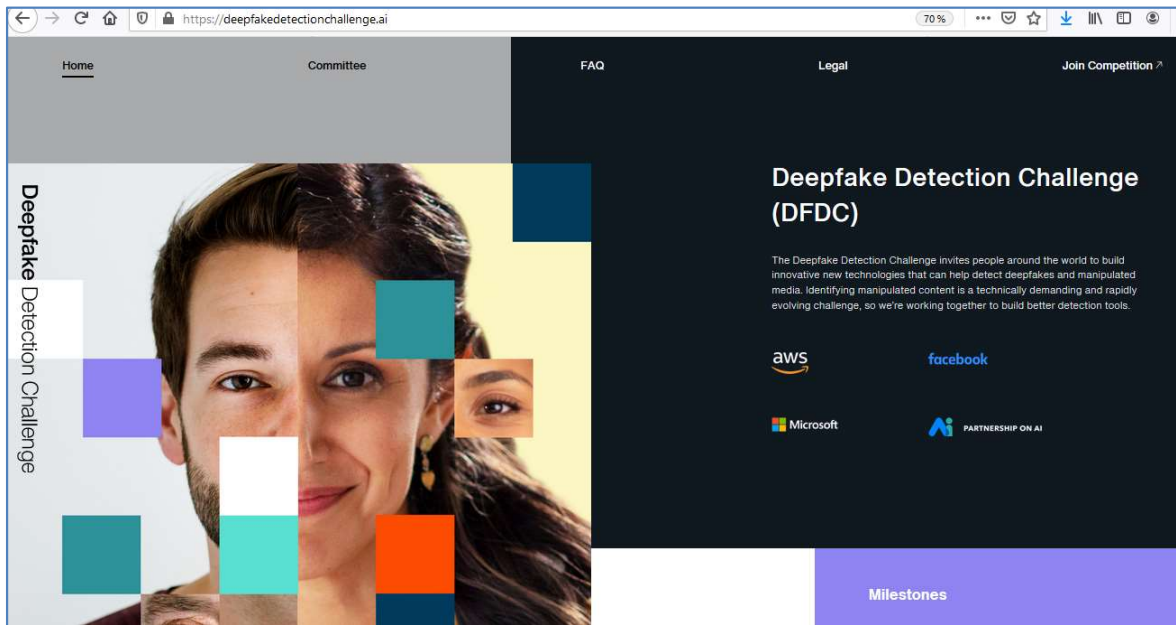 https://deepfakedetectionchallenge.ai
70%
Home
Committee
FAQ
Legal
Join Competition
Deepfake Detection Challenge
Deepfake Detection Challenge
(DFDC)
The Deepfake Detection Challenge invites people around the world to build
innovative new technologies that can help detect deepfakes and manipulated
media. Identifying manipulated content is a technically demanding and rapidly
evolving challenge, so we're working together to build better detection tools.
aws
facebook
Microsoft
PARTNERSHIP ON AI
Milestones